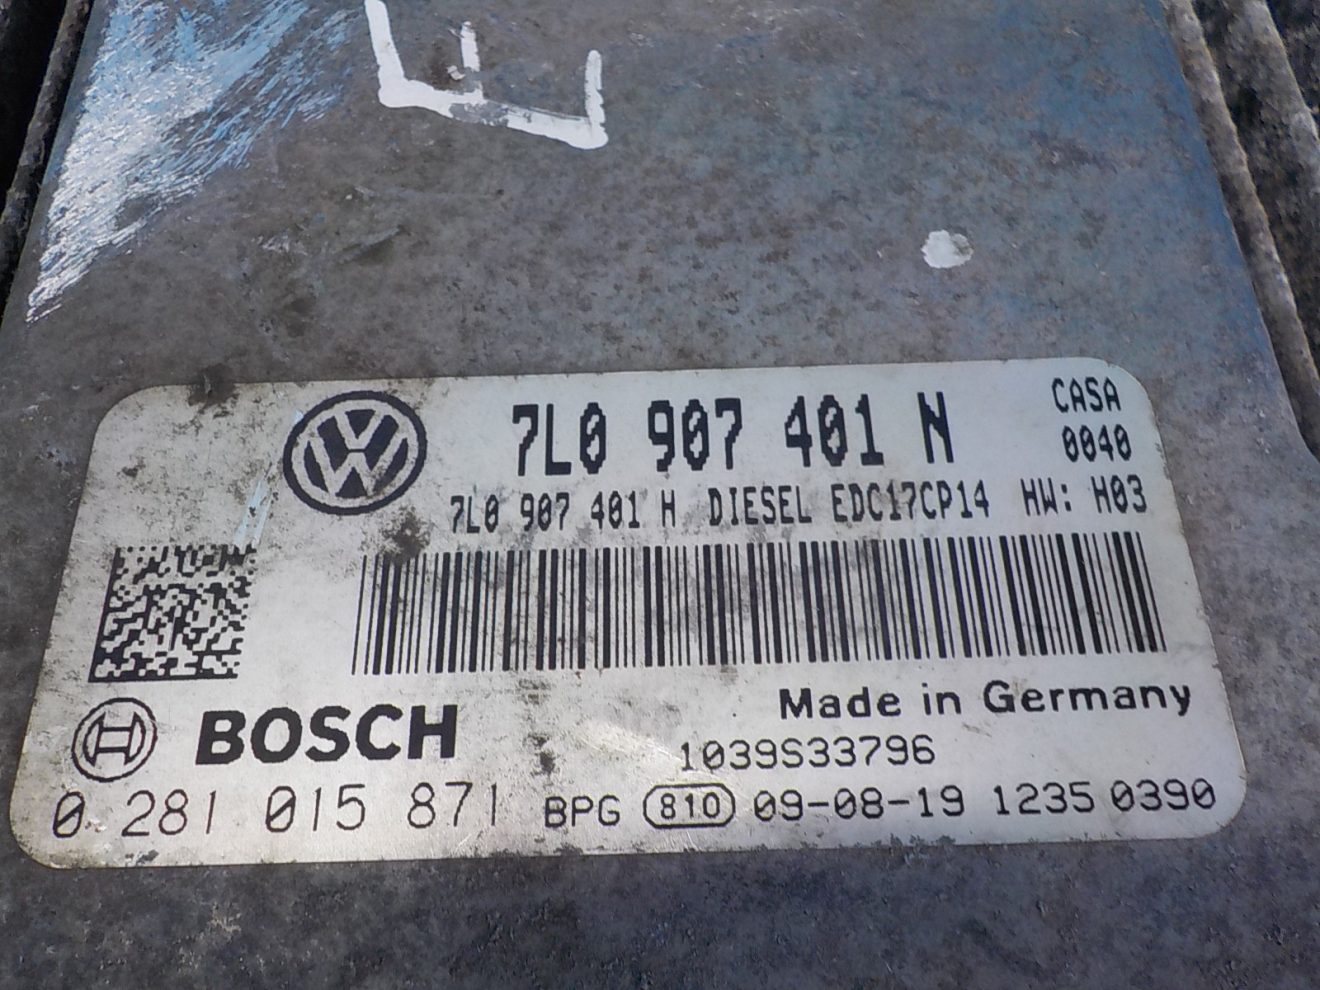 E
7L0 907 401 N
CASA
0040
7L0 907 401 H DIESEL EDC17CP14 HW: H03
Made in Germany
BOSCH
1039S33796
0 281 015 871 BPG 810 09-08-19 1235 0390